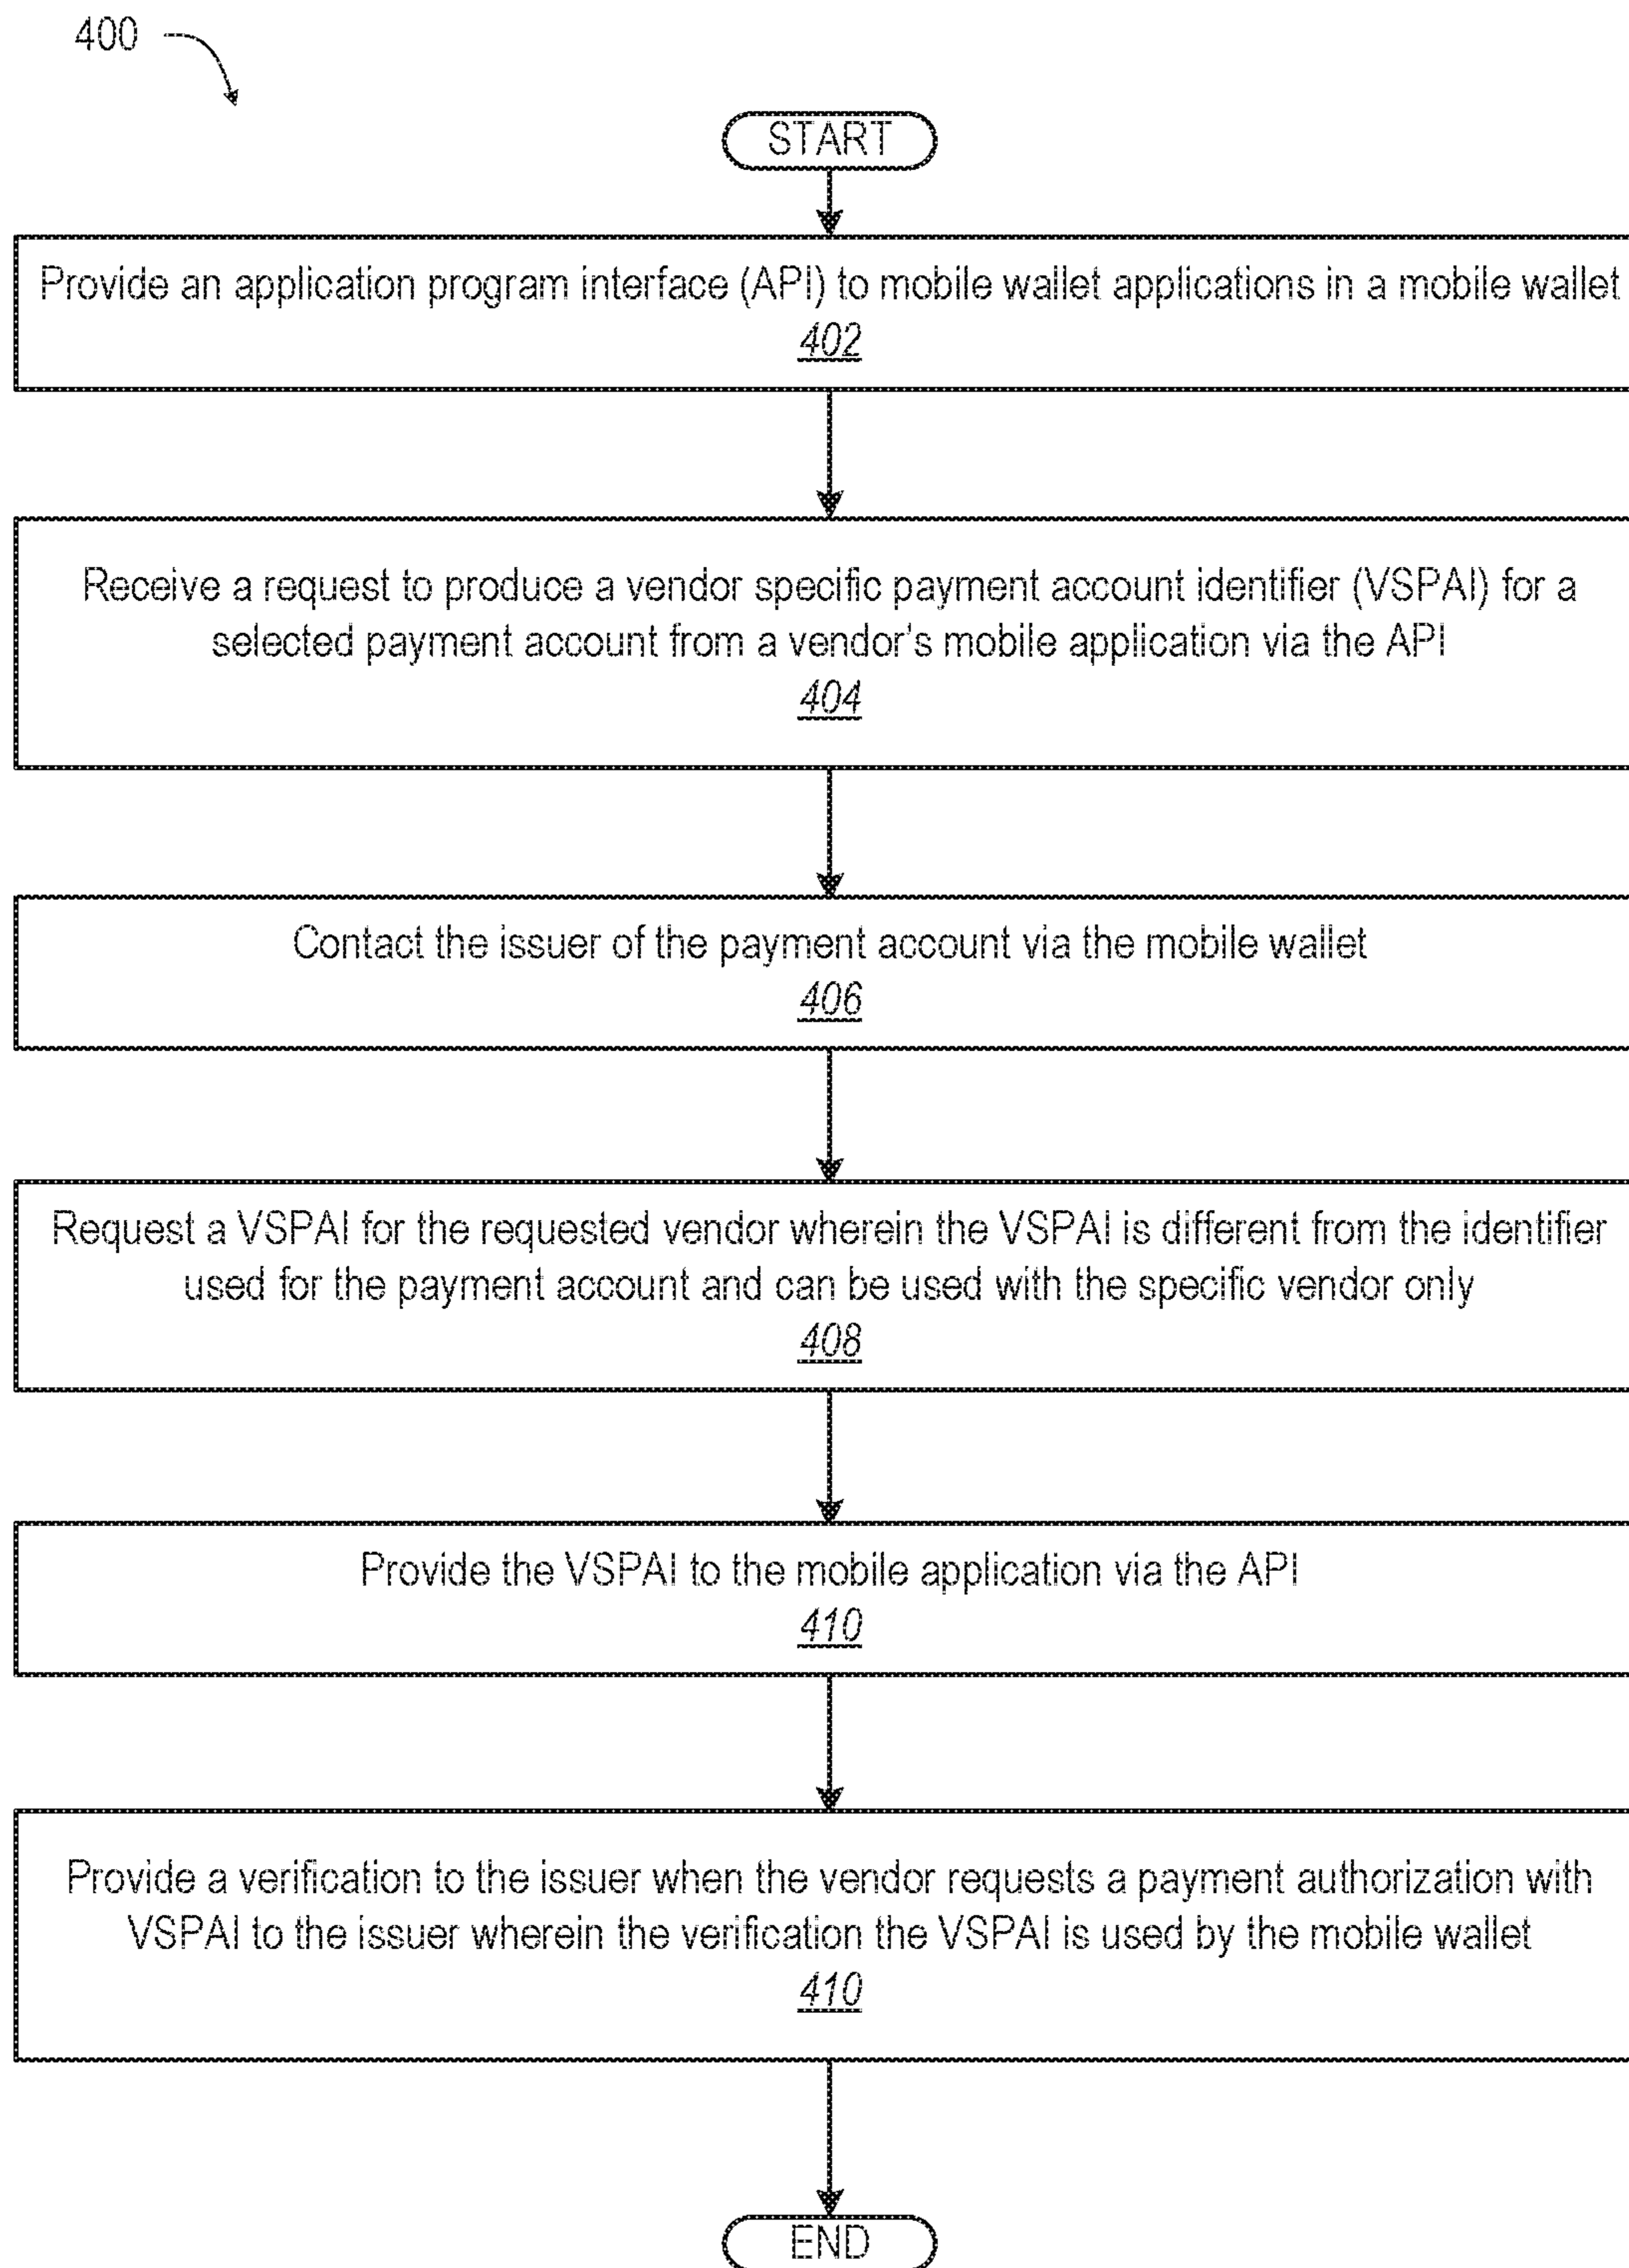 400
START
Provide an application program interface (API) to mobile wallet applications in a mobile wallet
402
Receive a request to produce a vendor specific payment account identifier (VSPAI) for a
selected payment account from a vendor's mobile application via the API
404
Contact the issuer of the payment account via the mobile wallet
406
Request a VSPAI for the requested vendor wherein the VSPAI is different from the identifier
used for the payment account and can be used with the specific vendor only
408
Provide the VSPAI to the mobile application via the API
410
Provide a verification to the issuer when the vendor requests a payment authorization with
VSPAI to the issuer wherein the verification the VSPAI is used by the mobile wallet
410
END